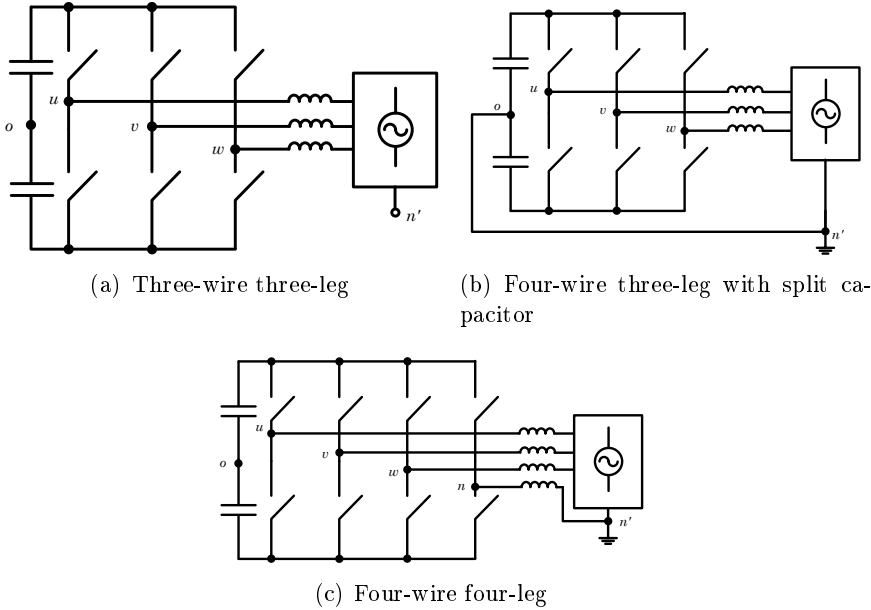 u
o
v
w
n'
(a) Three-wire three-leg
u
o
v
w
n'
(b) Four-wire three-leg with split ca-
pacitor
u
v
o
w
n
n'
(c) Four-wire four-leg